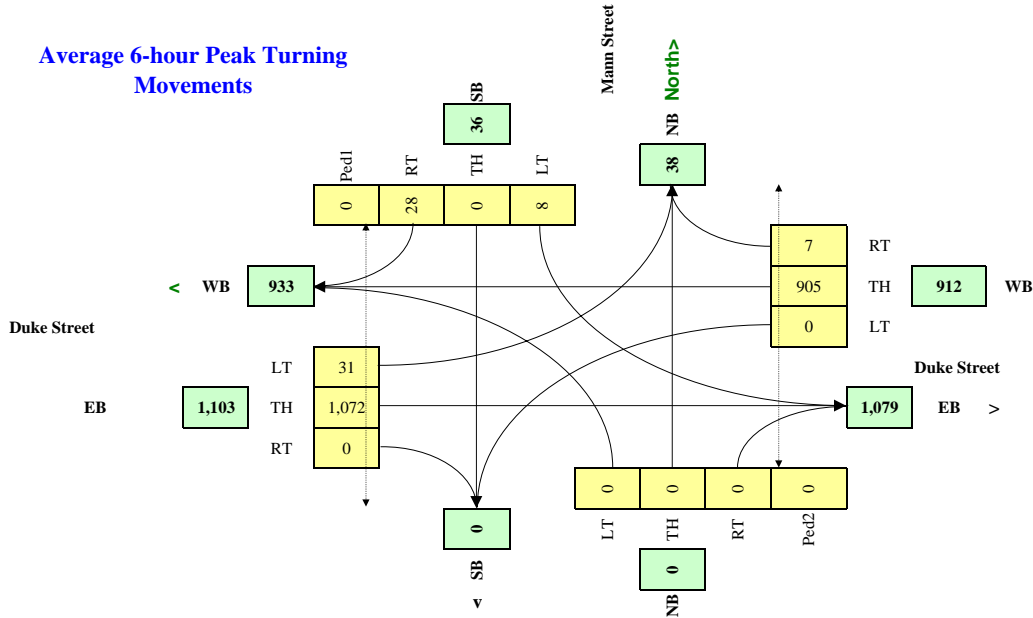 Average 6-hour Peak Turning
Movements
Mann Street
North>
SB
36
NB
38
Ped1
RT
TH
LT
0
28
0
8
7
RT
< WB
933
905
TH
912
WB
Duke Street
0
LT
LT
31
Duke Street
EB
1,103
TH
1,072
1,079
EB >
RT
0
0
0
0
0
0
SB
v
LT
TH
RT
Ped2
0
NB